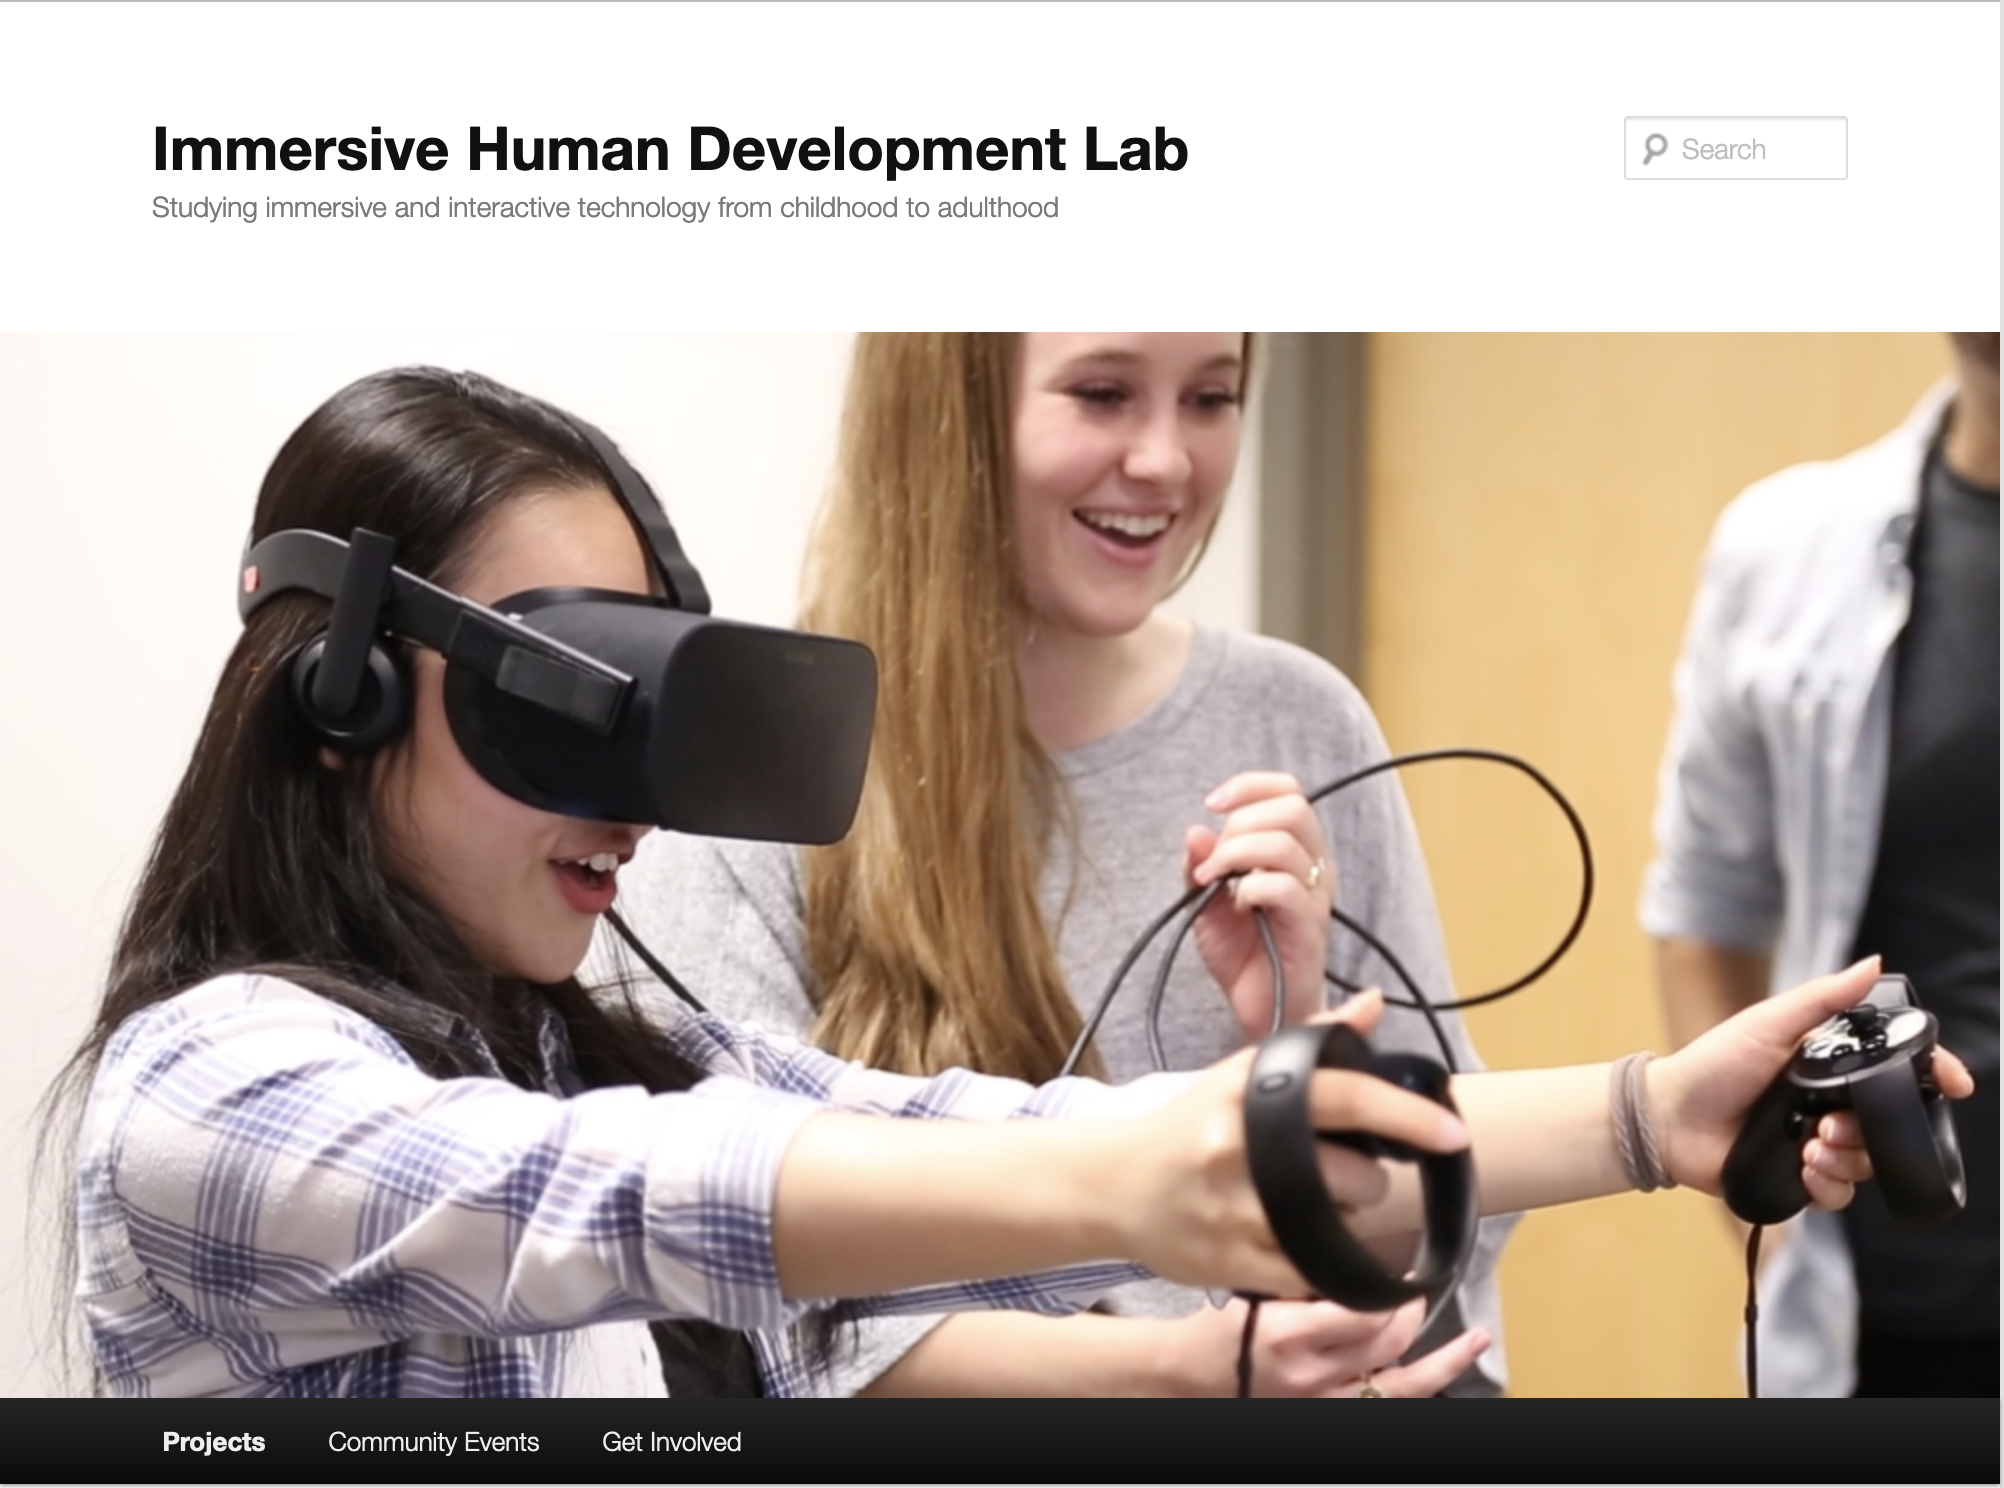 Immersive Human Development Lab
Studying immersive and interactive technology from childhood to adulthood
Search
Projects Community Events Get Involved